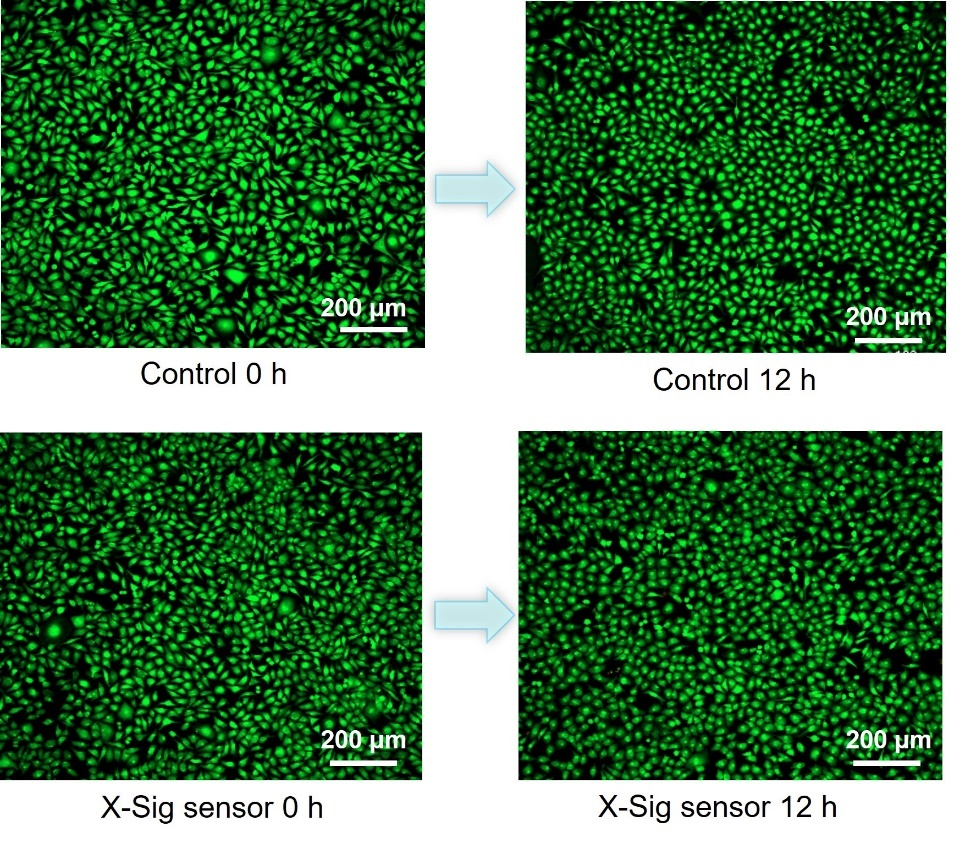 200 µm
200 µm
Control 0 h
Control 12 h
200 µm
200 µm
X-Sig sensor 0 h
X-Sig sensor 12 h